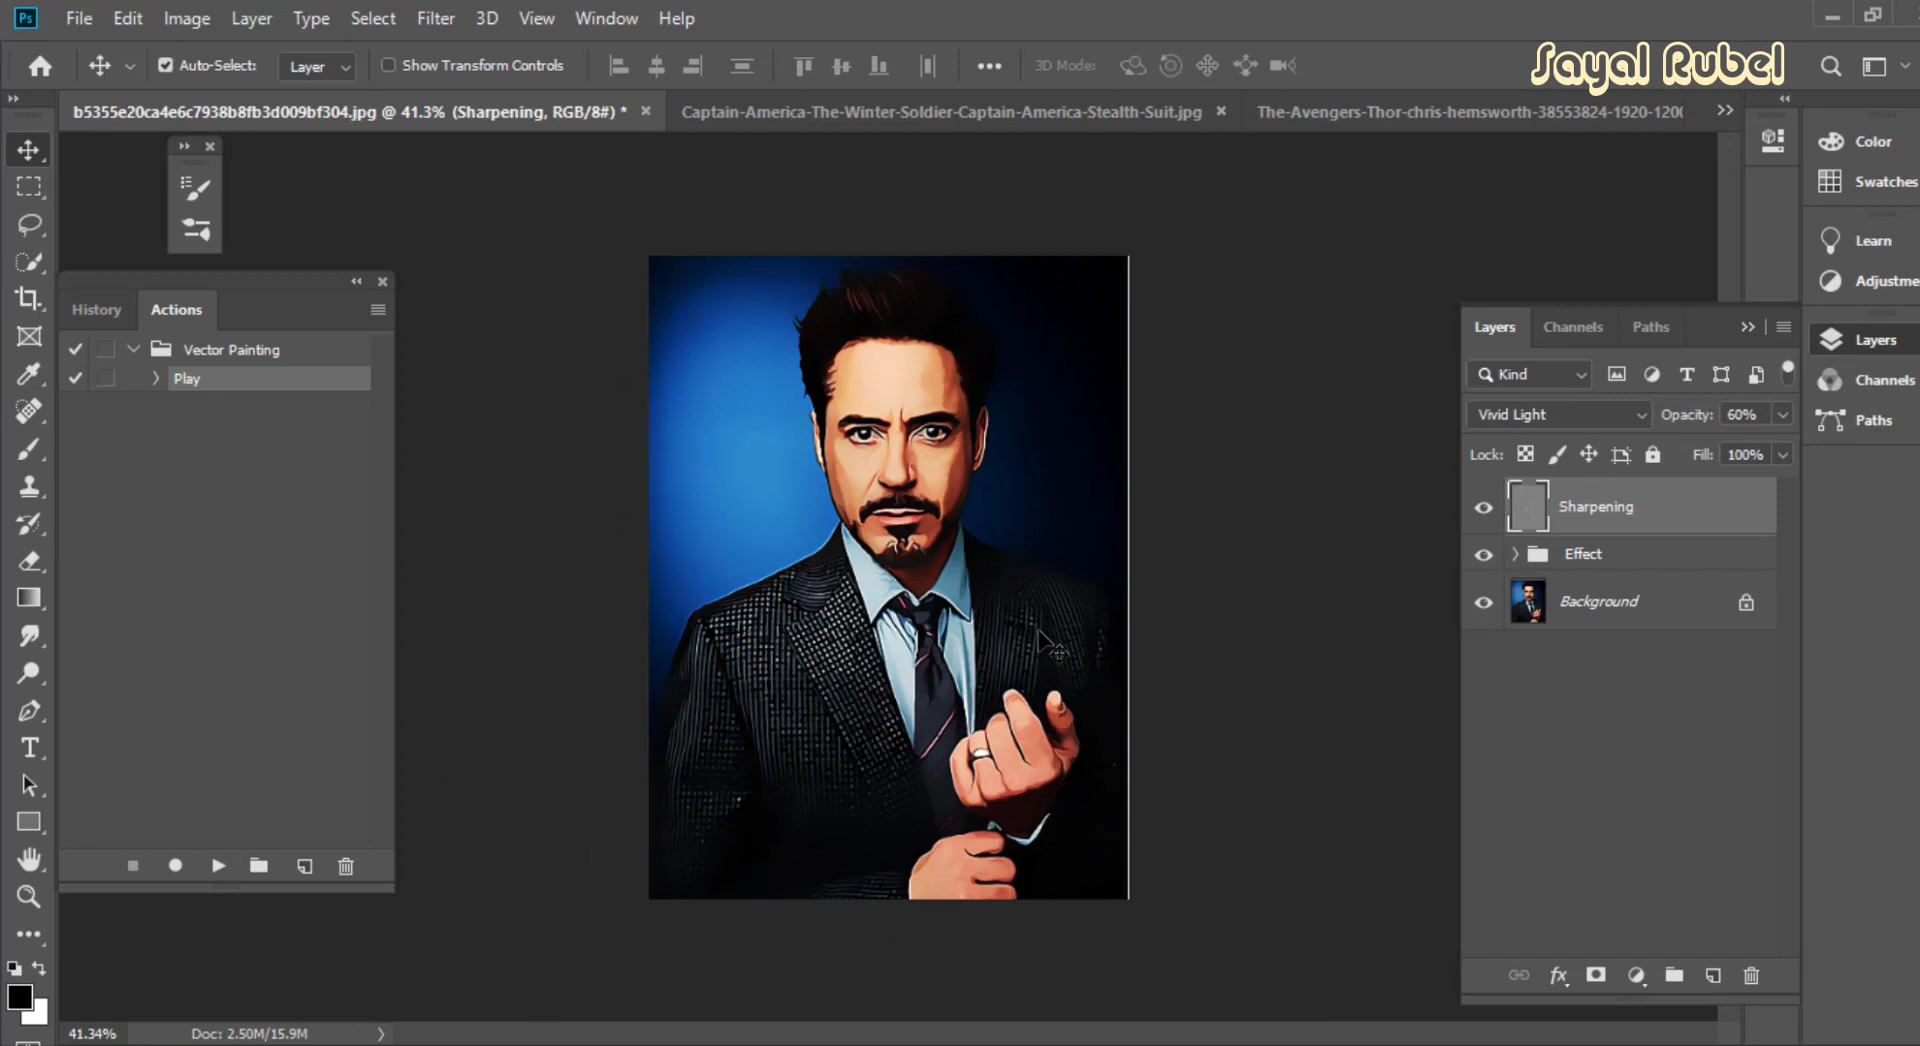 Ps File Edit Image Layer Type Select Filter 3D View Window Help
Auto-Select: Layer Show Transform Controls 3D Mode:
Sayal Rubel
b5355e20ca4e6c7938b8fb3d009bf304.jpg @ 41.3% (Sharpening, RGB/8#) *
Captain-America-The-Winter-Soldier-Captain-America-Stealth-Suit.jpg
The-Avengers-Thor-chris-hemsworth-38553824-1920-120
History Actions
Vector Painting
Play
Layers Channels Paths
Kind
Vivid Light Opacity: 60%
Lock: Fill: 100%
Sharpening
Effect
Background
fx
Color
Swatches
Learn
Adjustme
Layers
Channels
Paths
41.34% Doc: 2.50M/15.9M